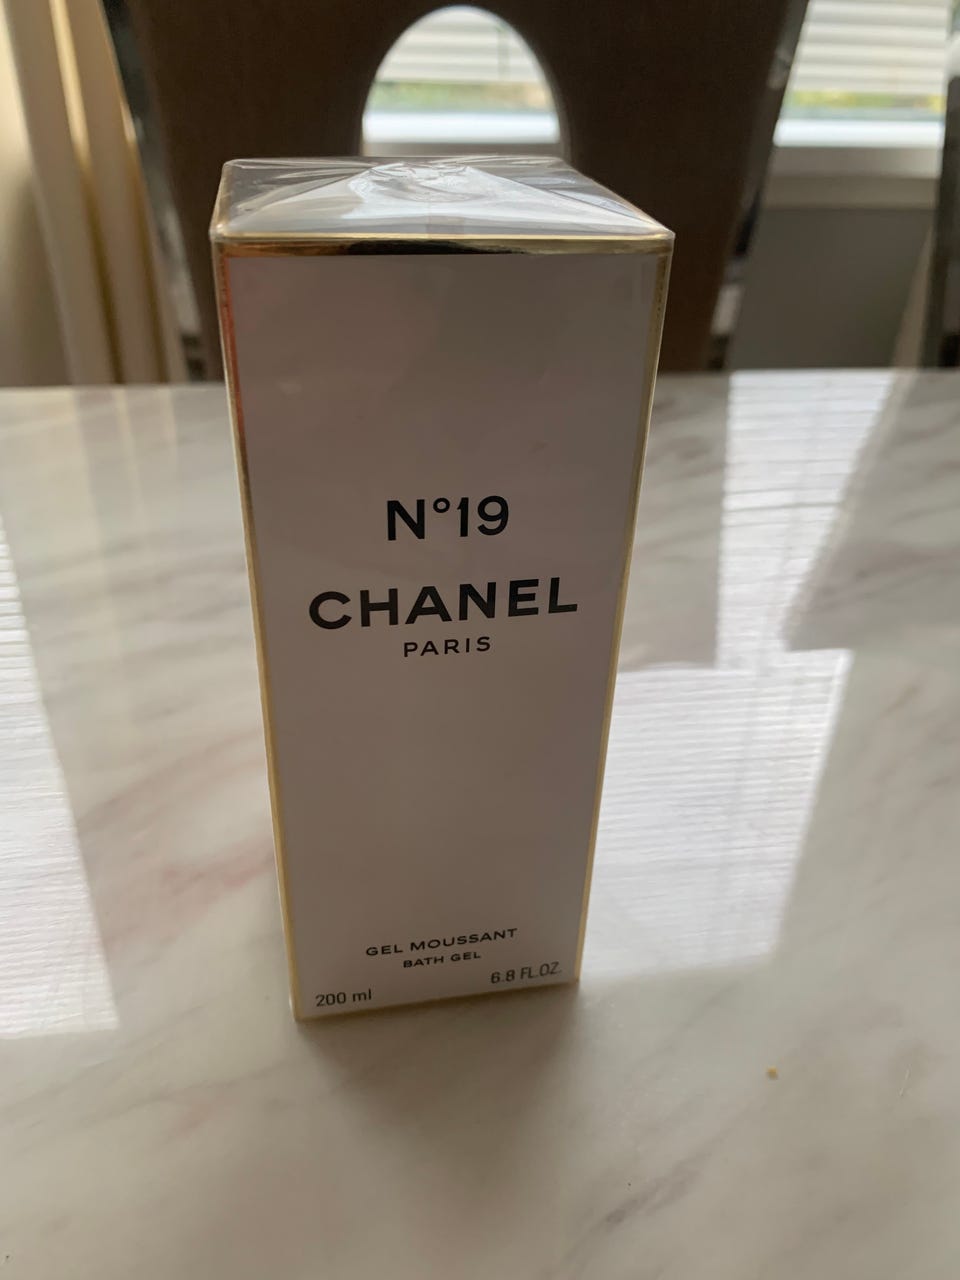 N°19
CHANEL
PARIS
GEL MOUSSANT
BATH GEL
200 ml 6.8 FL.OZ.